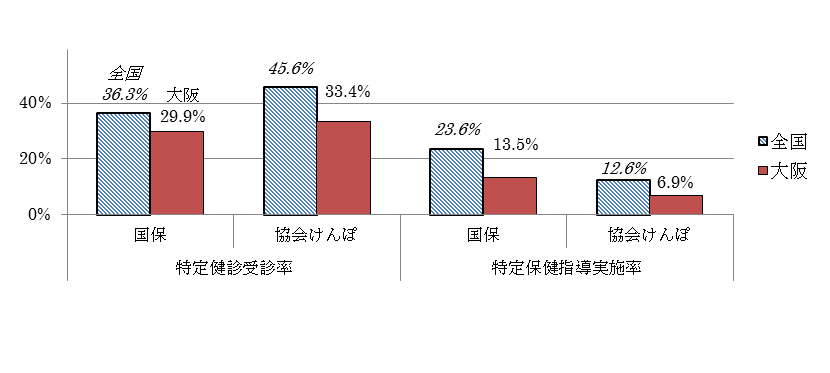 45.6%
全国
36.3%
大阪
33.4%
40%
29.9%
23.6%
13.5%
全国
20%
12.6%
大阪
6.9%
0%
国保
協会けんぽ
国保
協会けんぽ
特定健診受診率
特定保健指導実施率